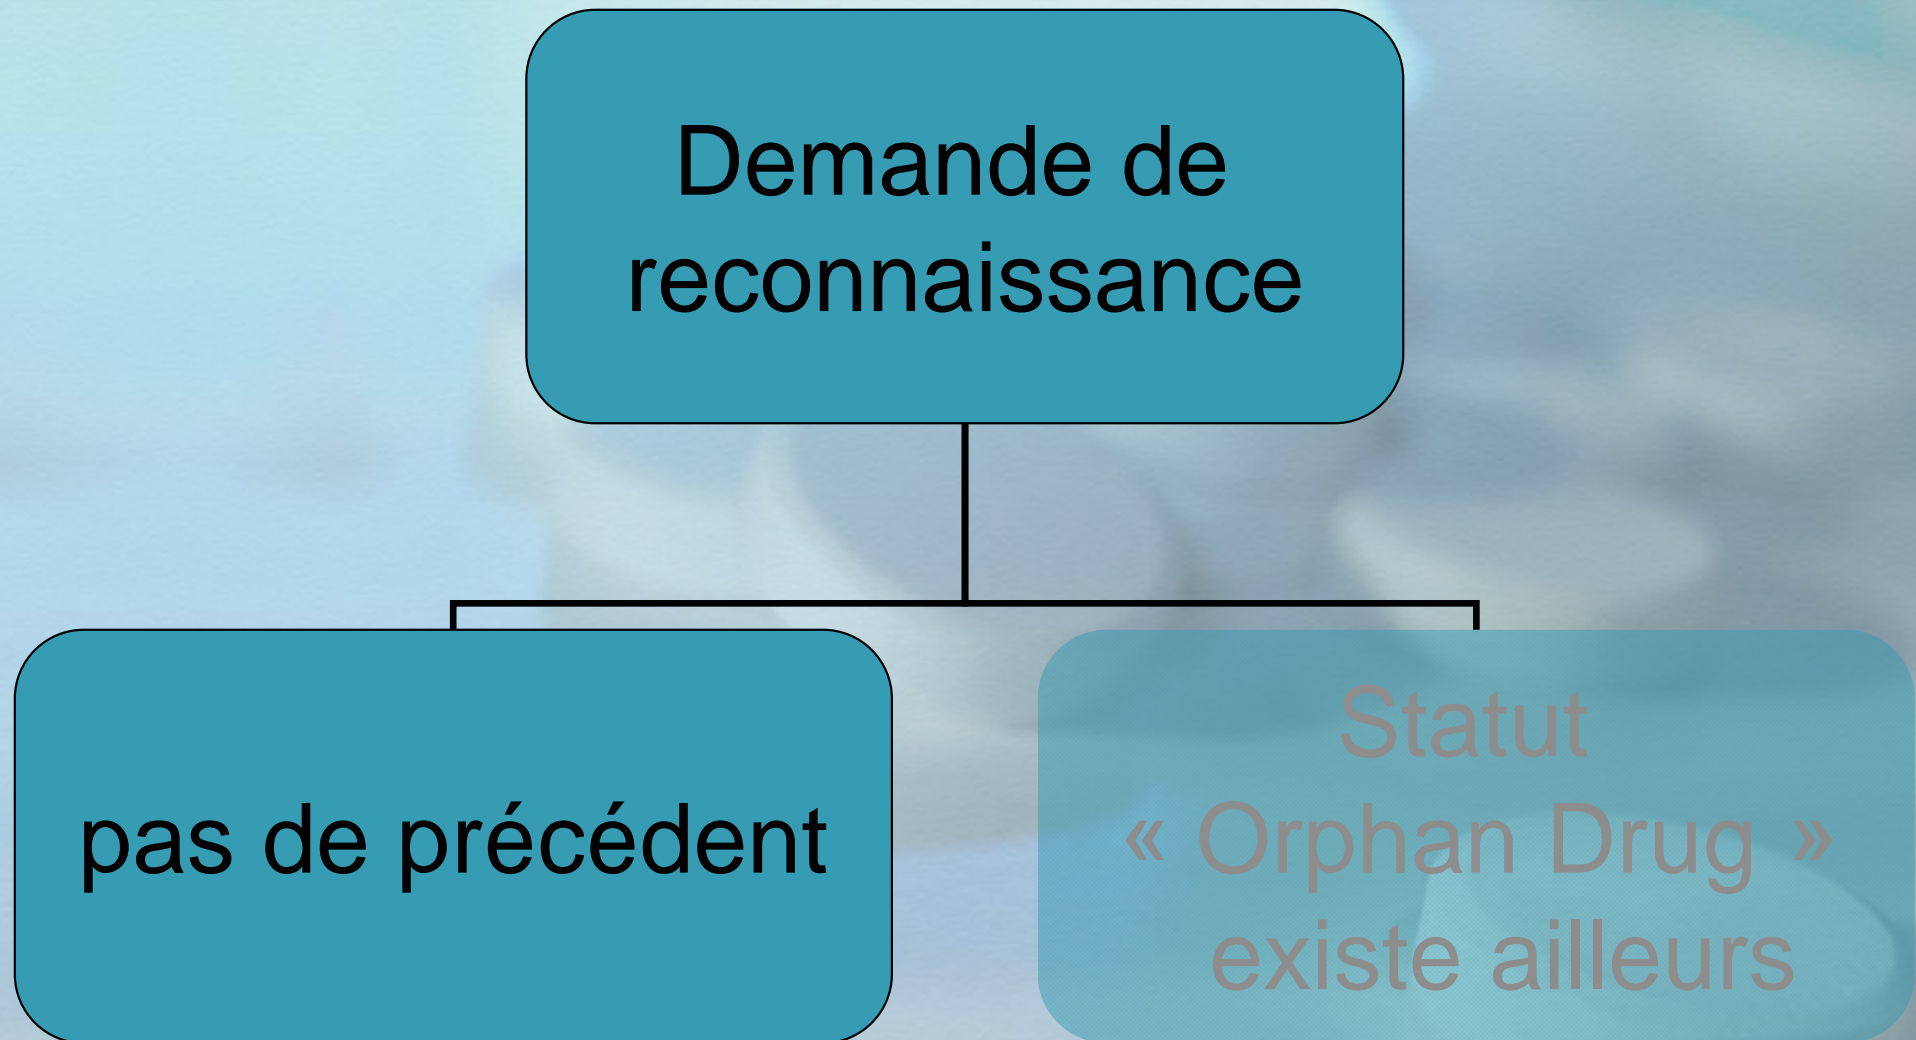 Demande de
reconnaissance
pas de précédent
Statut
« Orphan Drug »
existe ailleurs